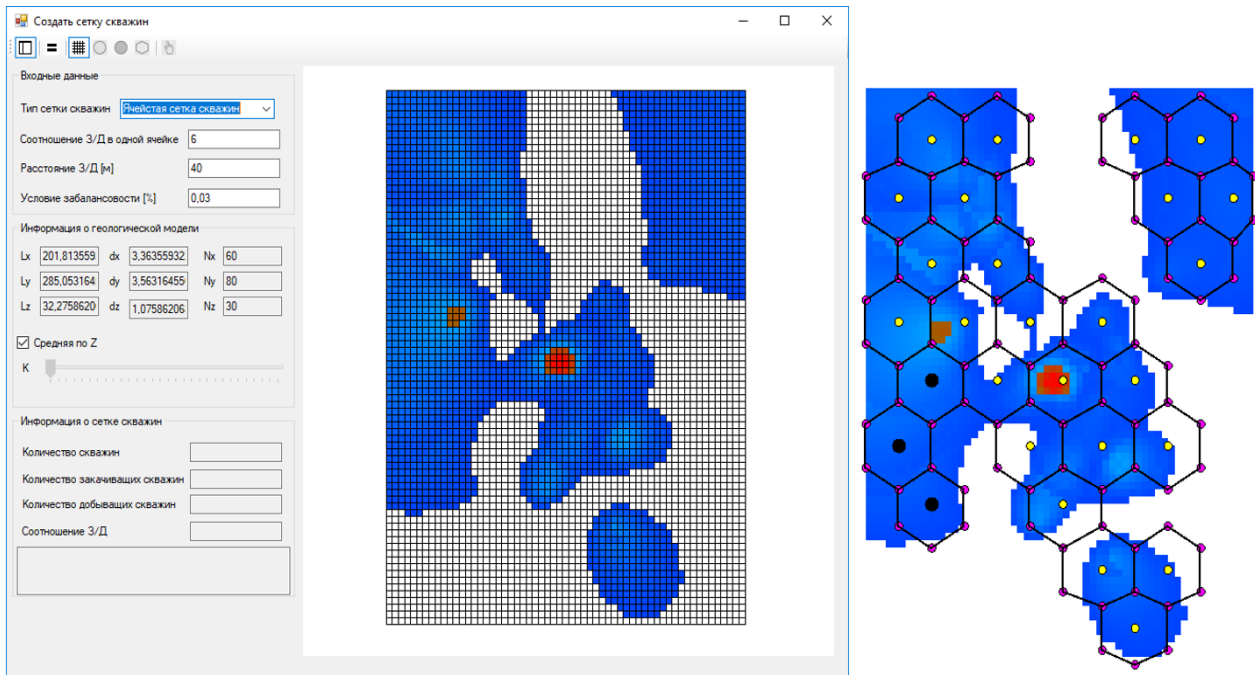 Создать сетку скважин
Входные данные
Тип сетки скважин Ячейстая сетка скважин
Соотношение З/Д в одной ячейке 6
Расстояние З/Д [м] 40
Условие забалансовости [%] 0,03
Информация о геологической модели
Lx 201,813559 dx 3,36355932 Nx 60
Ly 285,053164 dy 3,56316455 Ny 80
Lz 32,2758620 dz 1,07586206 Nz 30
Средняя по Z
K
Информация о сетке скважин
Количество скважин
Количество закачиващих скважин
Количество добыващих скважин
Соотношение З/Д